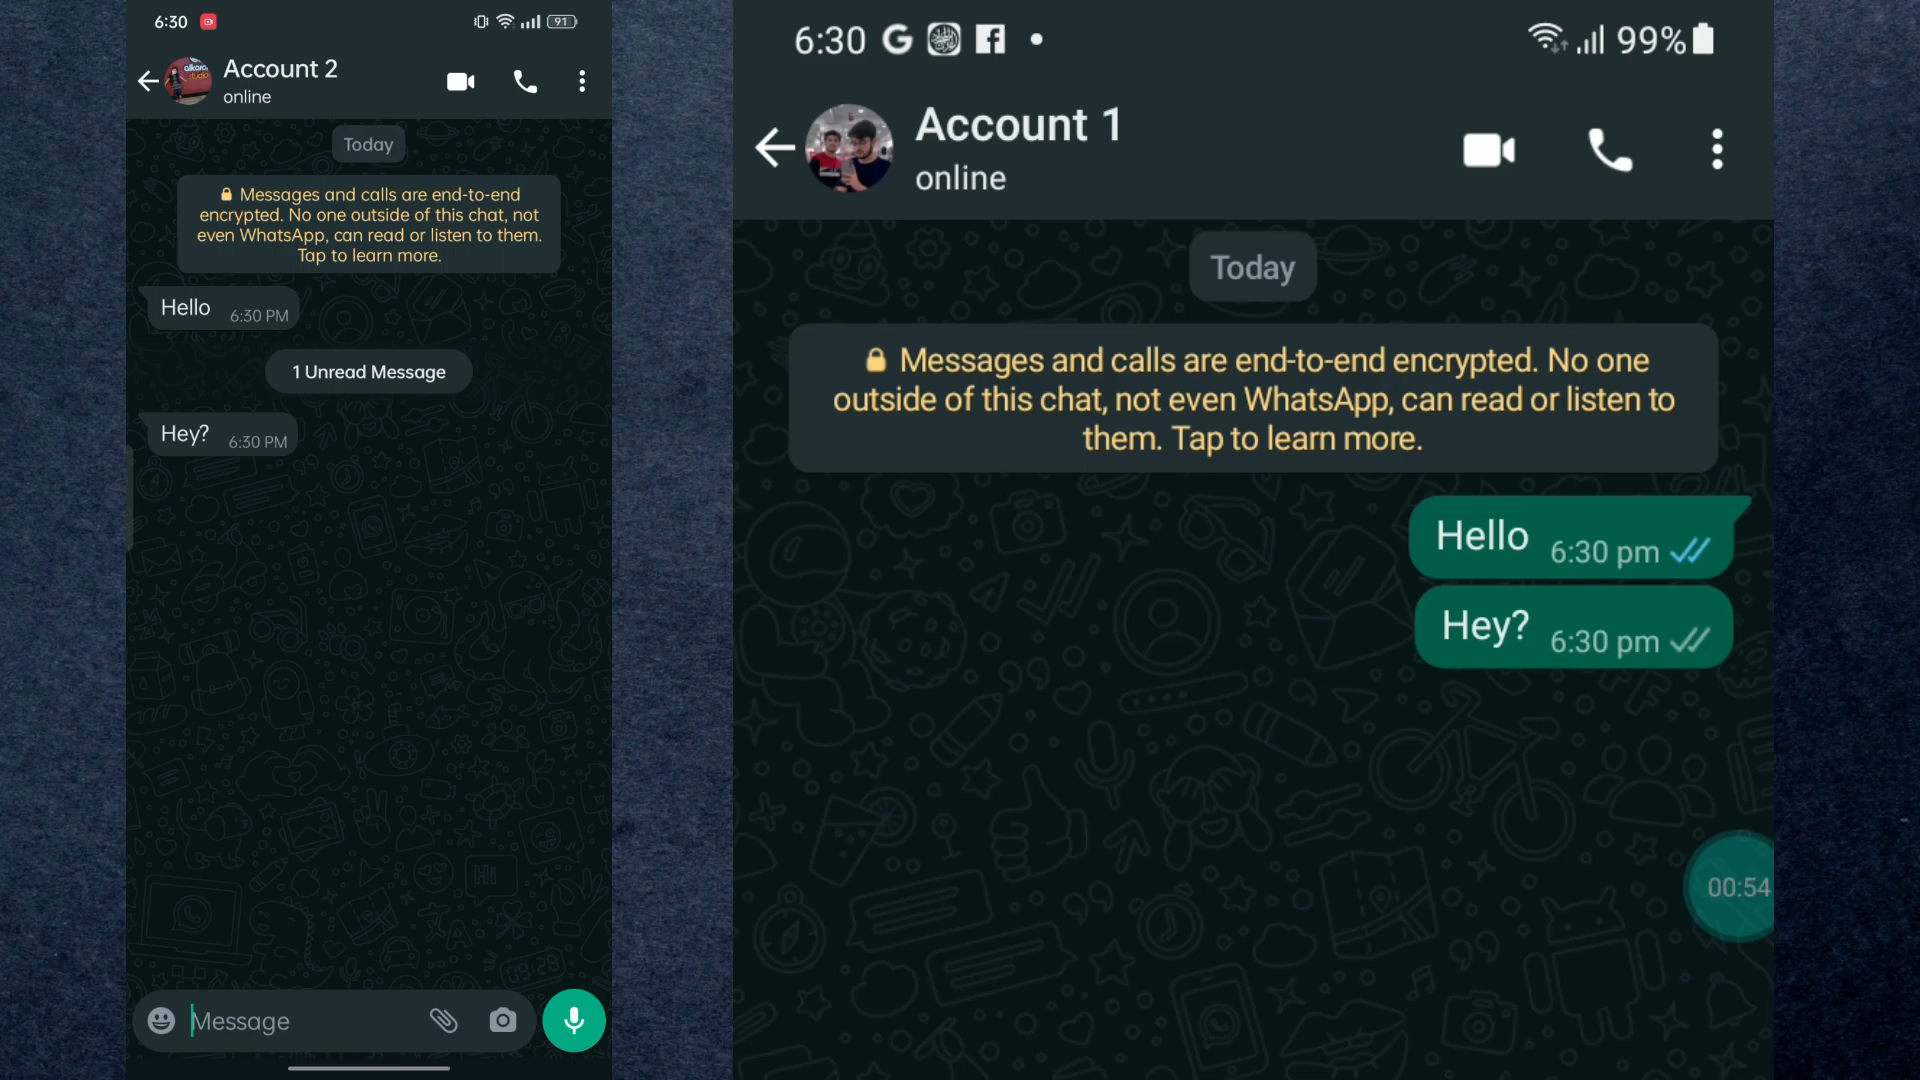 6:30
91
Account 2
online
Today
Messages and calls are end-to-end
encrypted. No one outside of this chat, not
even WhatsApp, can read or listen to them.
Tap to learn more.
Hello 6:30 PM
1 Unread Message
Hey? 6:30 PM
Message
6:30
99%
Account 1
online
Today
Messages and calls are end-to-end encrypted. No one
outside of this chat, not even WhatsApp, can read or listen to
them. Tap to learn more.
Hello 6:30 pm
Hey? 6:30 pm
00:54